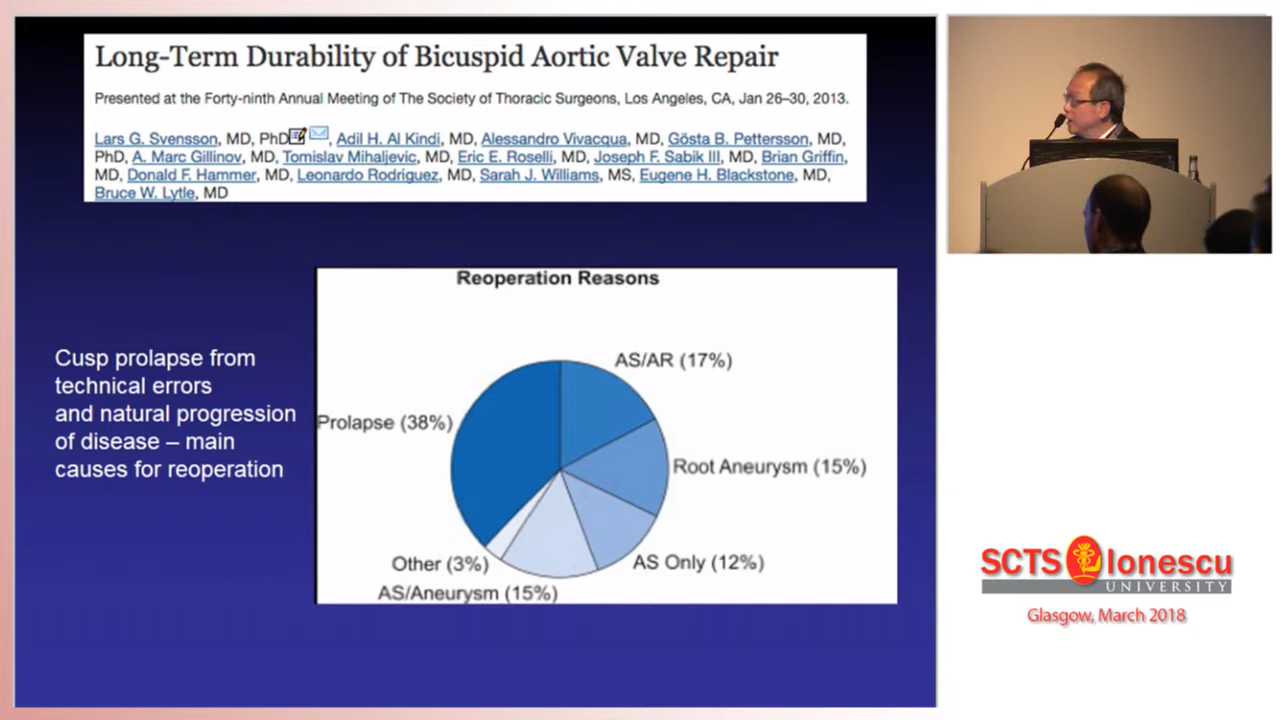 Long-Term Durability of Bicuspid Aortic Valve Repair
Presented at the Forty-ninth Annual Meeting of The Society of Thoracic Surgeons, Los Angeles, CA, Jan 26–30, 2013.
Lars G. Svensson, MD, PhD, Adil H. Al Kindi, MD, Alessandro Vivacqua, MD, Gösta B. Pettersson, MD,
PhD, A. Marc Gillinov, MD, Tomislav Mihaljevic, MD, Eric E. Roselli, MD, Joseph F. Sabik III, MD, Brian Griffin,
MD, Donald F. Hammer, MD, Leonardo Rodriguez, MD, Sarah J. Williams, MS, Eugene H. Blackstone, MD,
Bruce W. Lytle, MD
Cusp prolapse from
technical errors
and natural progression
of disease – main
causes for reoperation
Reoperation Reasons
AS/AR (17%)
Prolapse (38%)
Root Aneurysm (15%)
AS Only (12%)
Other (3%)
AS/Aneurysm (15%)
SCTS Ionescu
UNIVERSITY
Glasgow, March 2018